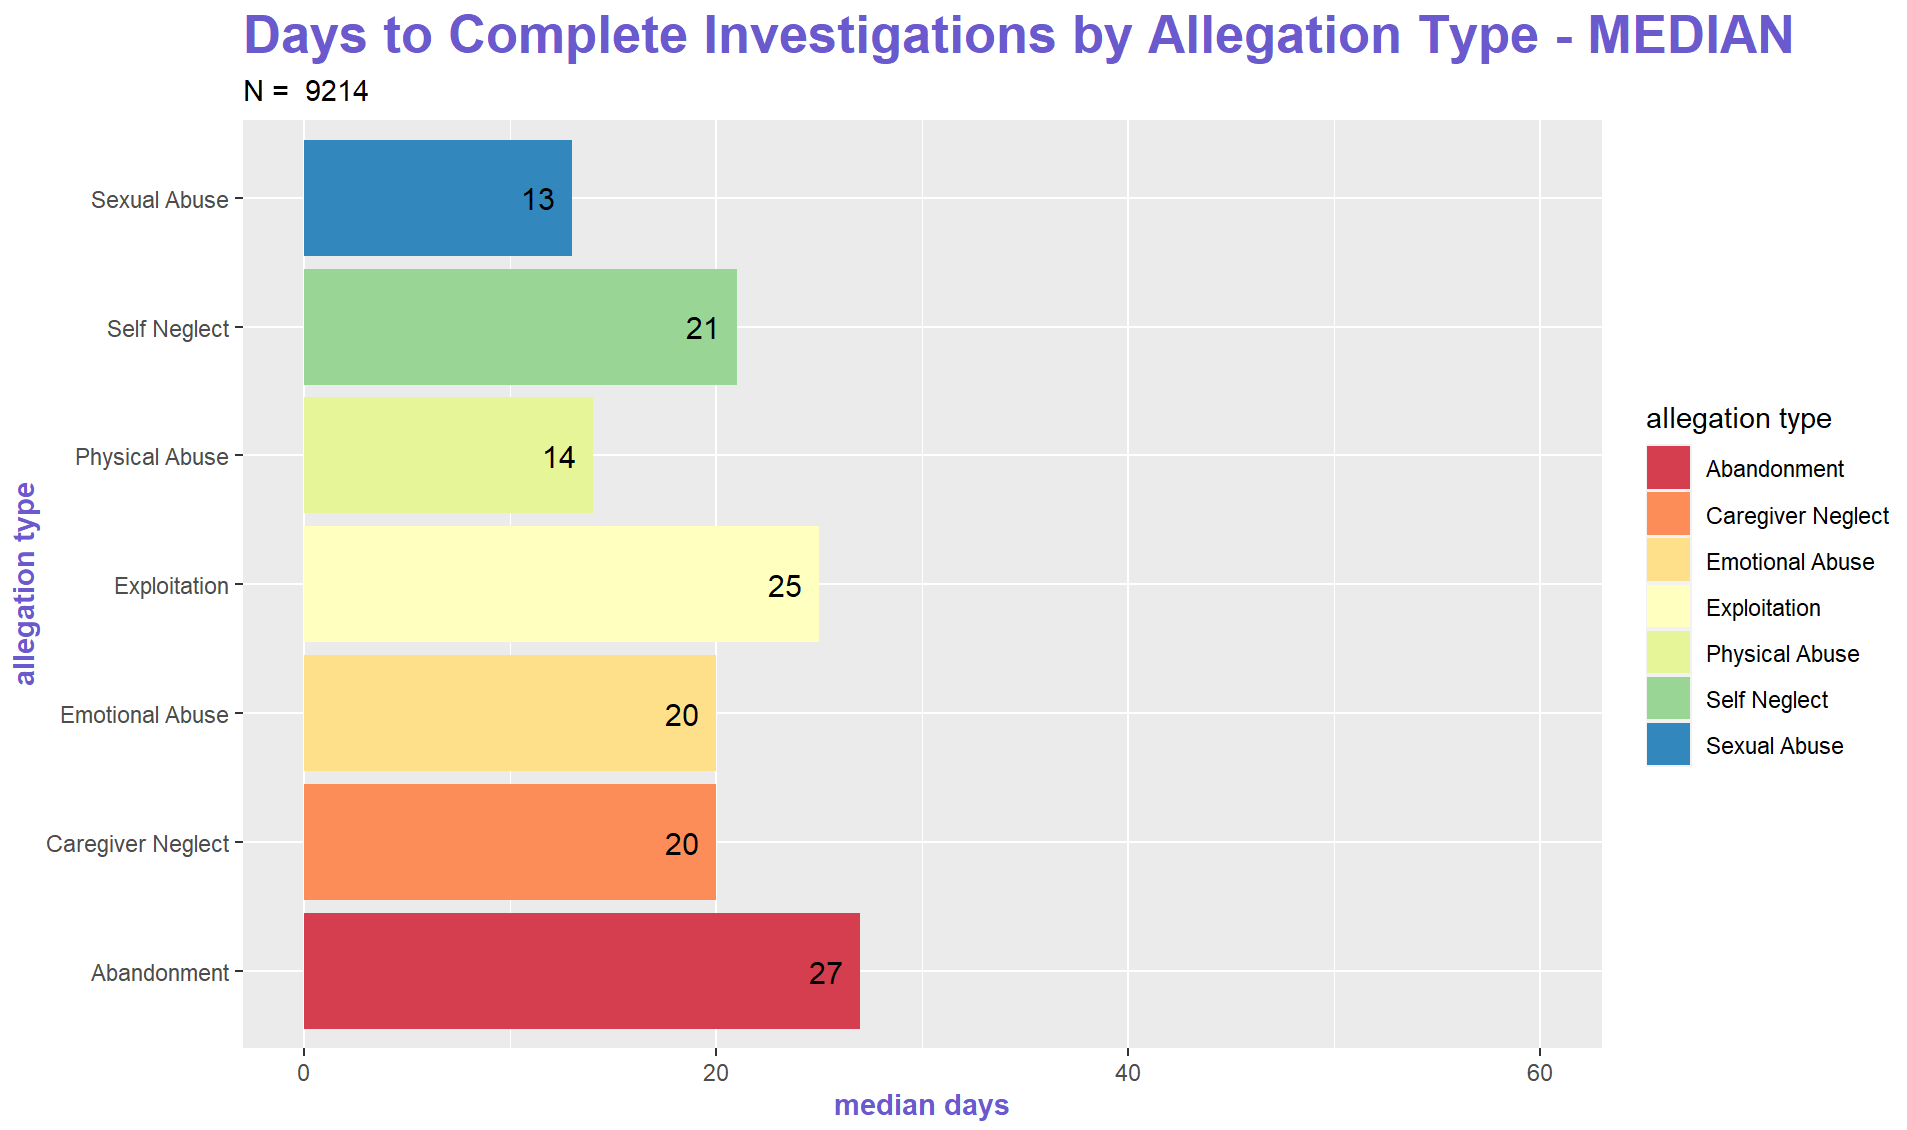 Days to Complete Investigations by Allegation Type - MEDIAN
N =  9214
allegation type
Sexual Abuse
13
Self Neglect
21
Physical Abuse
14
Exploitation
25
Emotional Abuse
20
Caregiver Neglect
20
Abandonment
27
0
20
40
60
median days
allegation type
Abandonment
Caregiver Neglect
Emotional Abuse
Exploitation
Physical Abuse
Self Neglect
Sexual Abuse